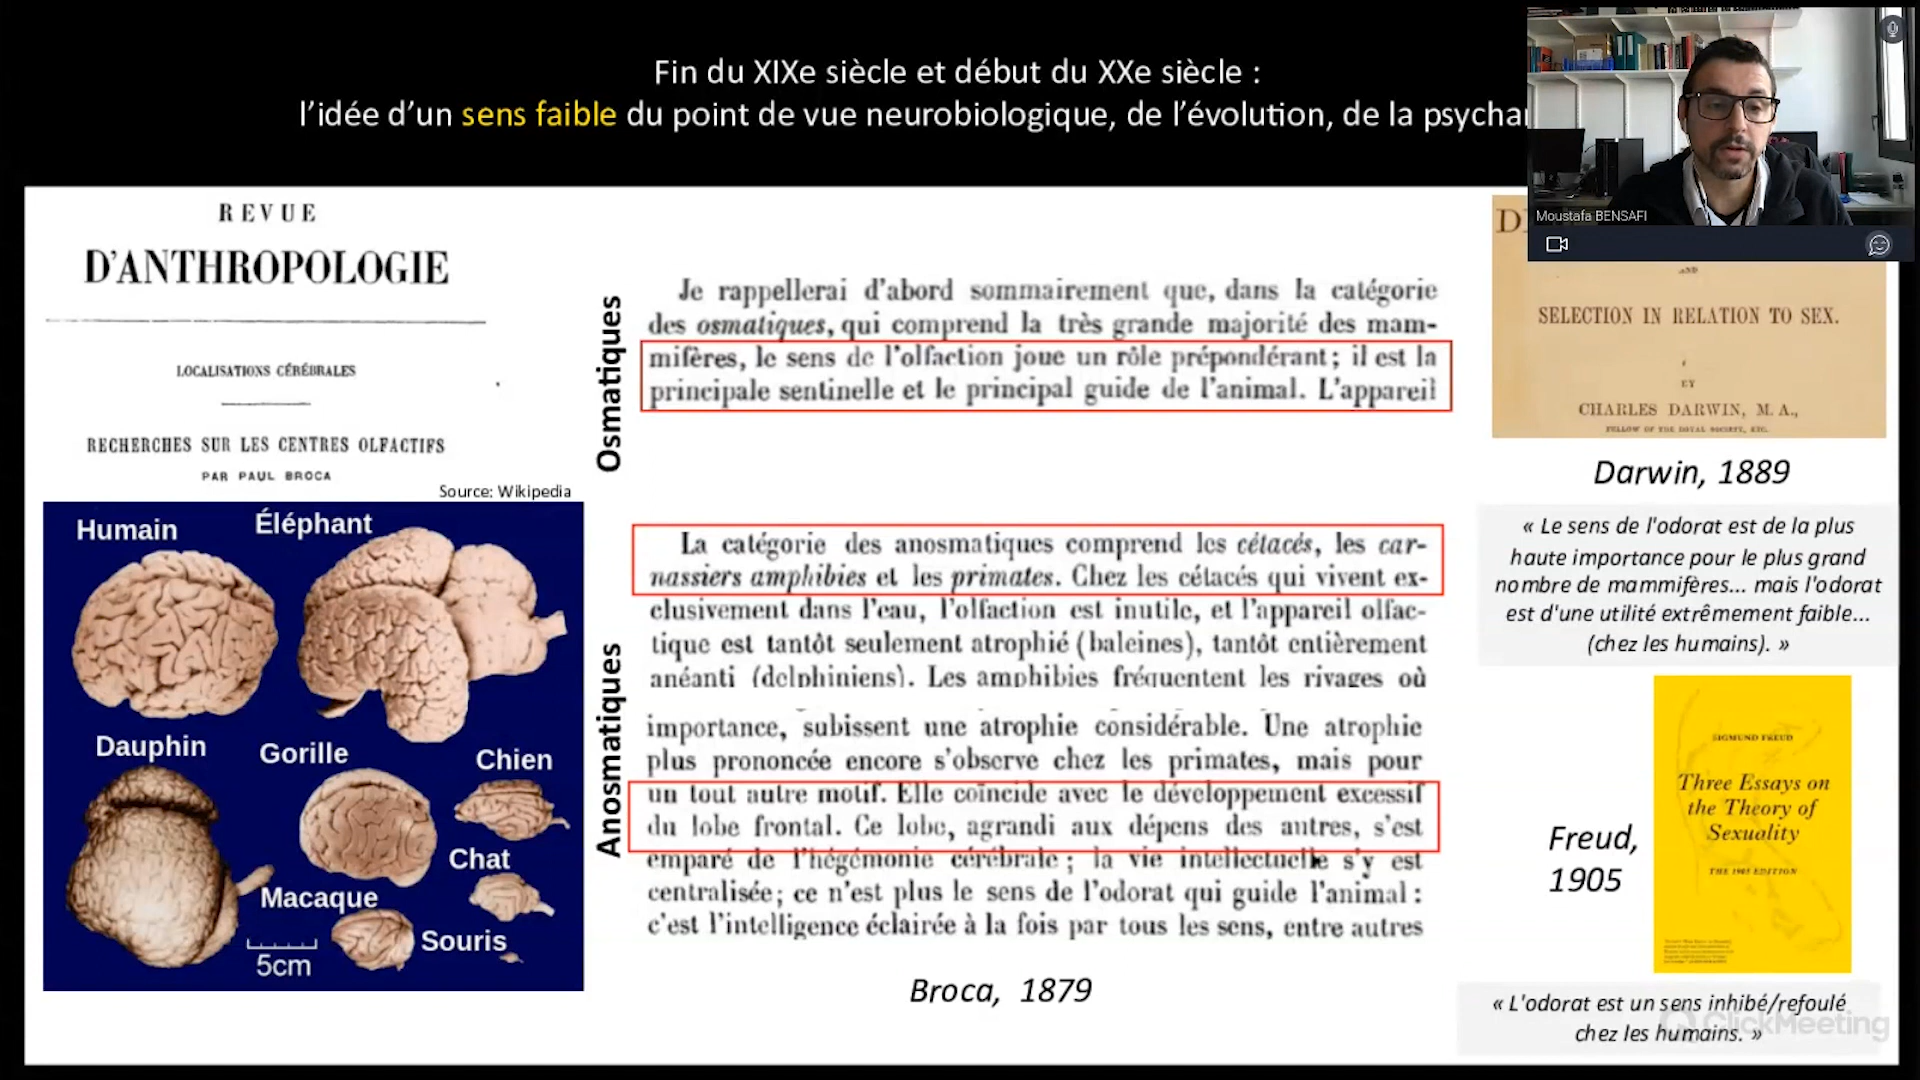 Fin du XIXe siècle et début du XXe siècle :
l'idée d'un sens faible du point de vue neurobiologique, de l'évolution, de la
Moustafa BENSAFI
REVUE
D'ANTHROPOLOGIE
LOCALISATIONS CÉRÉBRALES
RECHERCHES SUR LES CENTRES OLFACTIFS
PAR PAUL BROCA
Source: Wikipedia
Humain
Éléphant
Dauphin
Gorille
Chien
Chat
Macaque
Souris
5cm
Osmatiques
Je rappellerai d'abord sommairement que, dans la catégorie
des osmatiques, qui comprend la très grande majorité des mam-
mifères, le sens de l'olfaction joue un rôle prépondérant; il est la
principale sentinelle et le principal guide de l'animal. L'appareil
Anosmatiques
La catégorie des anosmatiques comprend les cétacés, les car-
nassiers amphibies et les primates. Chez les cétacés qui vivent ex-
clusivement dans l'eau, l'olfaction est inutile, et l'appareil olfac-
tique est tantôt seulement atrophié (baleines), tantôt entièrement
anéanti (delphiniens). Les amphibies fréquentent les rivages où
importance, subissent une atrophie considérable. Une atrophie
plus prononcée encore s'observe chez les primates, mais pour
un tout autre motif. Elle coïncide avec le développement excessif
du lobe frontal. Ce lobe, agrandi aux dépens des autres, s'est
emparé de l'hégémonie cérébrale; la vie intellectuelle s'y est
centralisée; ce n'est plus le sens de l'odorat qui guide l'animal:
c'est l'intelligence éclairée à la fois par tous les sens, entre autres
Broca, 1879
AND
SELECTION IN RELATION TO SEX.
BY
CHARLES DARWIN, M. A.,
FELLOW OF THE ROYAL SOCIETY, ETC.
Darwin, 1889
« Le sens de l'odorat est de la plus
haute importance pour le plus grand
nombre de mammifères... mais l'odorat
est d'une utilité extrêmement faible...
(chez les humains). »
SIGMUND FREUD
Three Essays on
the Theory of
Sexuality
THE 1905 EDITION
Freud,
1905
« L'odorat est un sens inhibé/refoulé
chez les humains. »
ClickMeeting